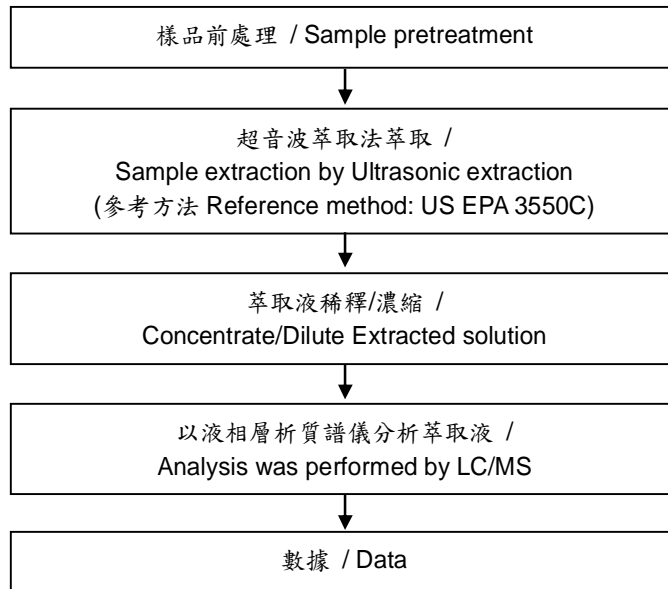 樣品前處理 / Sample pretreatment
超音波萃取法萃取 /
Sample extraction by Ultrasonic extraction
(參考方法 Reference method: US EPA 3550C)
萃取液稀釋/濃縮 /
Concentrate/Dilute Extracted solution
以液相層析質譜儀分析萃取液 /
Analysis was performed by LC/MS
數據 / Data